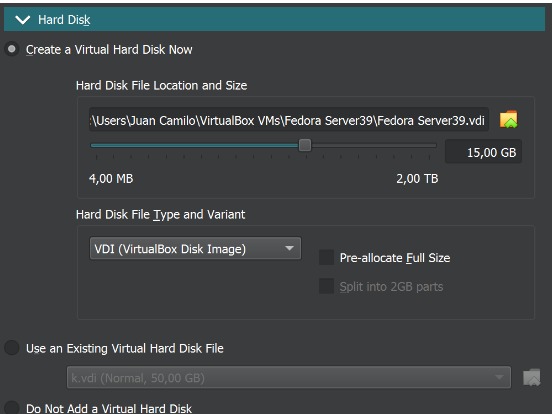 Hard Disk
Create a Virtual Hard Disk Now
Hard Disk File Location and Size
:\Users\Juan Camilo\VirtualBox VMs\Fedora Server39\Fedora Server39.vdi
15,00 GB
4,00 MB 2,00 TB
Hard Disk File Type and Variant
VDI (VirtualBox Disk Image)
Pre-allocate Full Size
Split into 2GB parts
Use an Existing Virtual Hard Disk File
k.vdi (Normal, 50,00 GB)
Do Not Add a Virtual Hard Disk